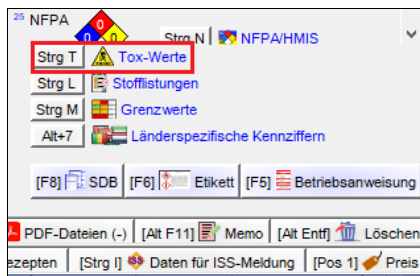 25 NFPA
0
0 0
Strg N NFPA/HMIS
Strg T Tox-Werte
Strg L Stofflistungen
Strg M Grenzwerte
Alt+7 Länderspezifische Kennziffern
[F8] SDB [F6] Etikett [F5] Betriebsanweisung
PDF-Dateien (-) [Alt F11] Memo [Alt Entf] Löschen
ezepten [Strg I] Daten für ISS-Meldung [Pos 1] Preis